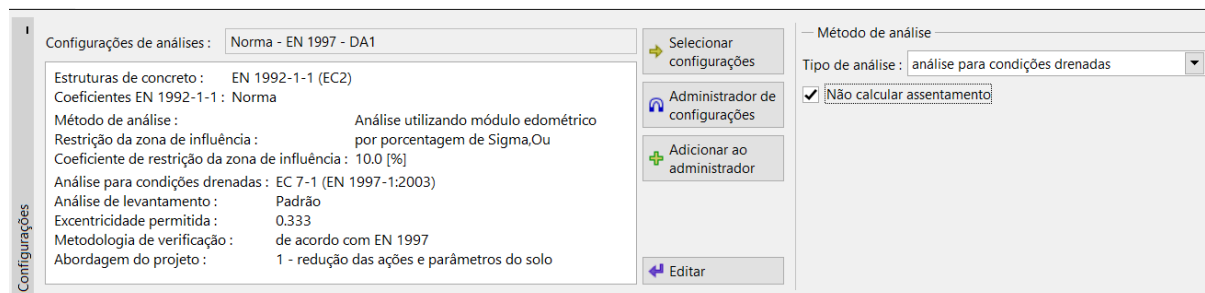 Configurações
Configurações de análises : Norma - EN 1997 - DA1
Estruturas de concreto : EN 1992-1-1 (EC2)
Coeficientes EN 1992-1-1 : Norma
Método de análise : Análise utilizando módulo edométrico
Restrição da zona de influência : por porcentagem de Sigma,Ou
Coeficiente de restrição da zona de influência : 10.0 [%]
Análise para condições drenadas : EC 7-1 (EN 1997-1:2003)
Análise de levantamento : Padrão
Excentricidade permitida : 0.333
Metodologia de verificação : de acordo com EN 1997
Abordagem do projeto : 1 - redução das ações e parâmetros do solo
Selecionar
configurações
Administrador de
configurações
Adicionar ao
administrador
Editar
Método de análise
Tipo de análise : análise para condições drenadas
Não calcular assentamento